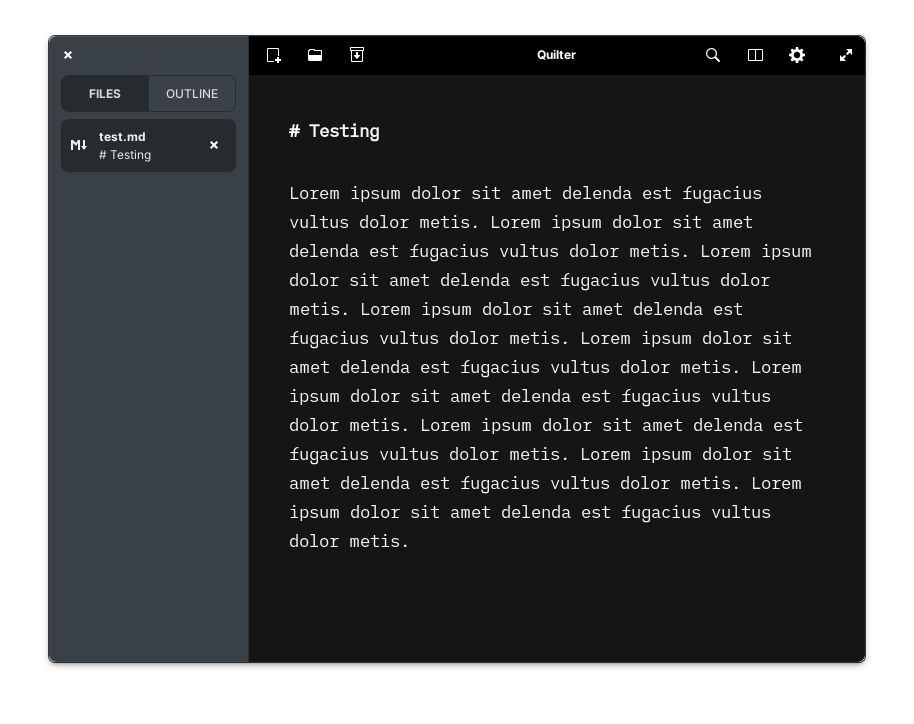 Quilter
FILES
OUTLINE
M↓
test.md
# Testing
# Testing
Lorem ipsum dolor sit amet delenda est fugacius
vultus dolor metis. Lorem ipsum dolor sit amet
delenda est fugacius vultus dolor metis. Lorem ipsum
dolor sit amet delenda est fugacius vultus dolor
metis. Lorem ipsum dolor sit amet delenda est
fugacius vultus dolor metis. Lorem ipsum dolor sit
amet delenda est fugacius vultus dolor metis. Lorem
ipsum dolor sit amet delenda est fugacius vultus
dolor metis. Lorem ipsum dolor sit amet delenda est
fugacius vultus dolor metis. Lorem ipsum dolor sit
amet delenda est fugacius vultus dolor metis. Lorem
ipsum dolor sit amet delenda est fugacius vultus
dolor metis.